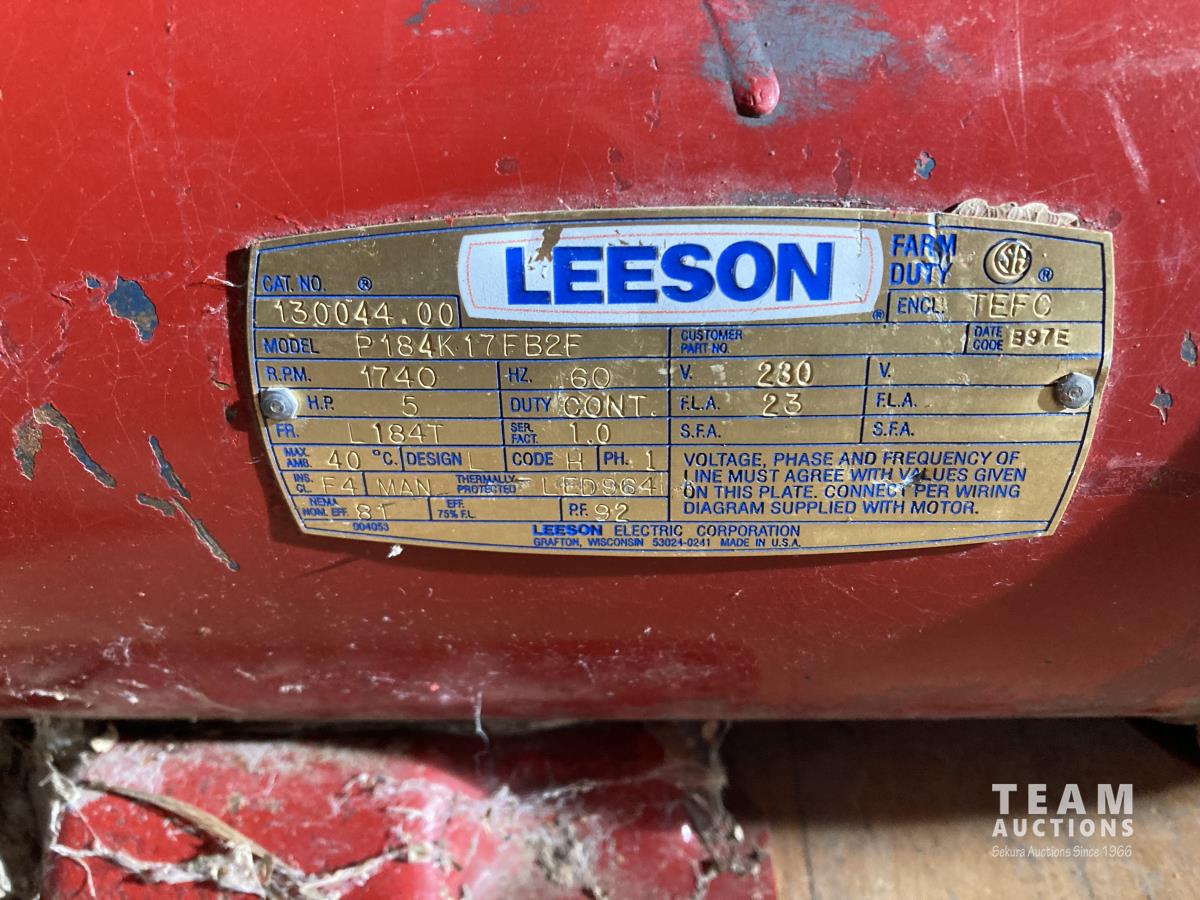 LEESON ®
FARM DUTY SA ®
CAT. NO. ® 130044.00
ENCL. TEFC
MODEL P184K17FB2F CUSTOMER PART NO. DATE CODE B97E
R.P.M. 1740 HZ. 60 V. 230 V.
H.P. 5 DUTY CONT. F.L.A. 23 F.L.A.
FR. L184T SER. FACT. 1.0 S.F.A. S.F.A.
MAX. AMB. 40 °C. DESIGN L CODE H PH. 1
INS. CL. F4 MAN THERMALLY PROTECTED LFD964
NEMA NOM. EFF. 81 EFF. 75% F.L. P.F. 92
VOLTAGE, PHASE AND FREQUENCY OF
LINE MUST AGREE WITH VALUES GIVEN
ON THIS PLATE. CONNECT PER WIRING
DIAGRAM SUPPLIED WITH MOTOR.
004053
LEESON ELECTRIC CORPORATION
GRAFTON, WISCONSIN 53024-0241 MADE IN U.S.A.
TEAM
AUCTIONS
Sekura Auctions Since 1966